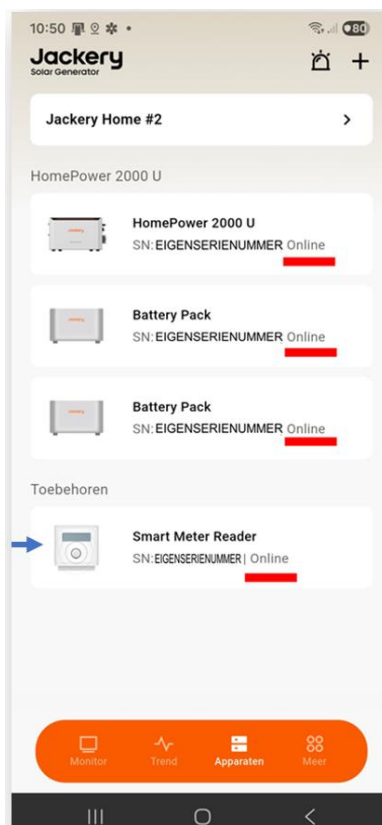 10:50
80
Jackery
Solar Generator
Jackery Home #2
HomePower 2000 U
HomePower 2000 U
SN:EIGENSERIENUMMER Online
Battery Pack
SN:EIGENSERIENUMMER Online
Battery Pack
SN:EIGENSERIENUMMER Online
Toebehoren
Smart Meter Reader
SN:EIGENSERIENUMMER | Online
Monitor Trend Apparaten Meer